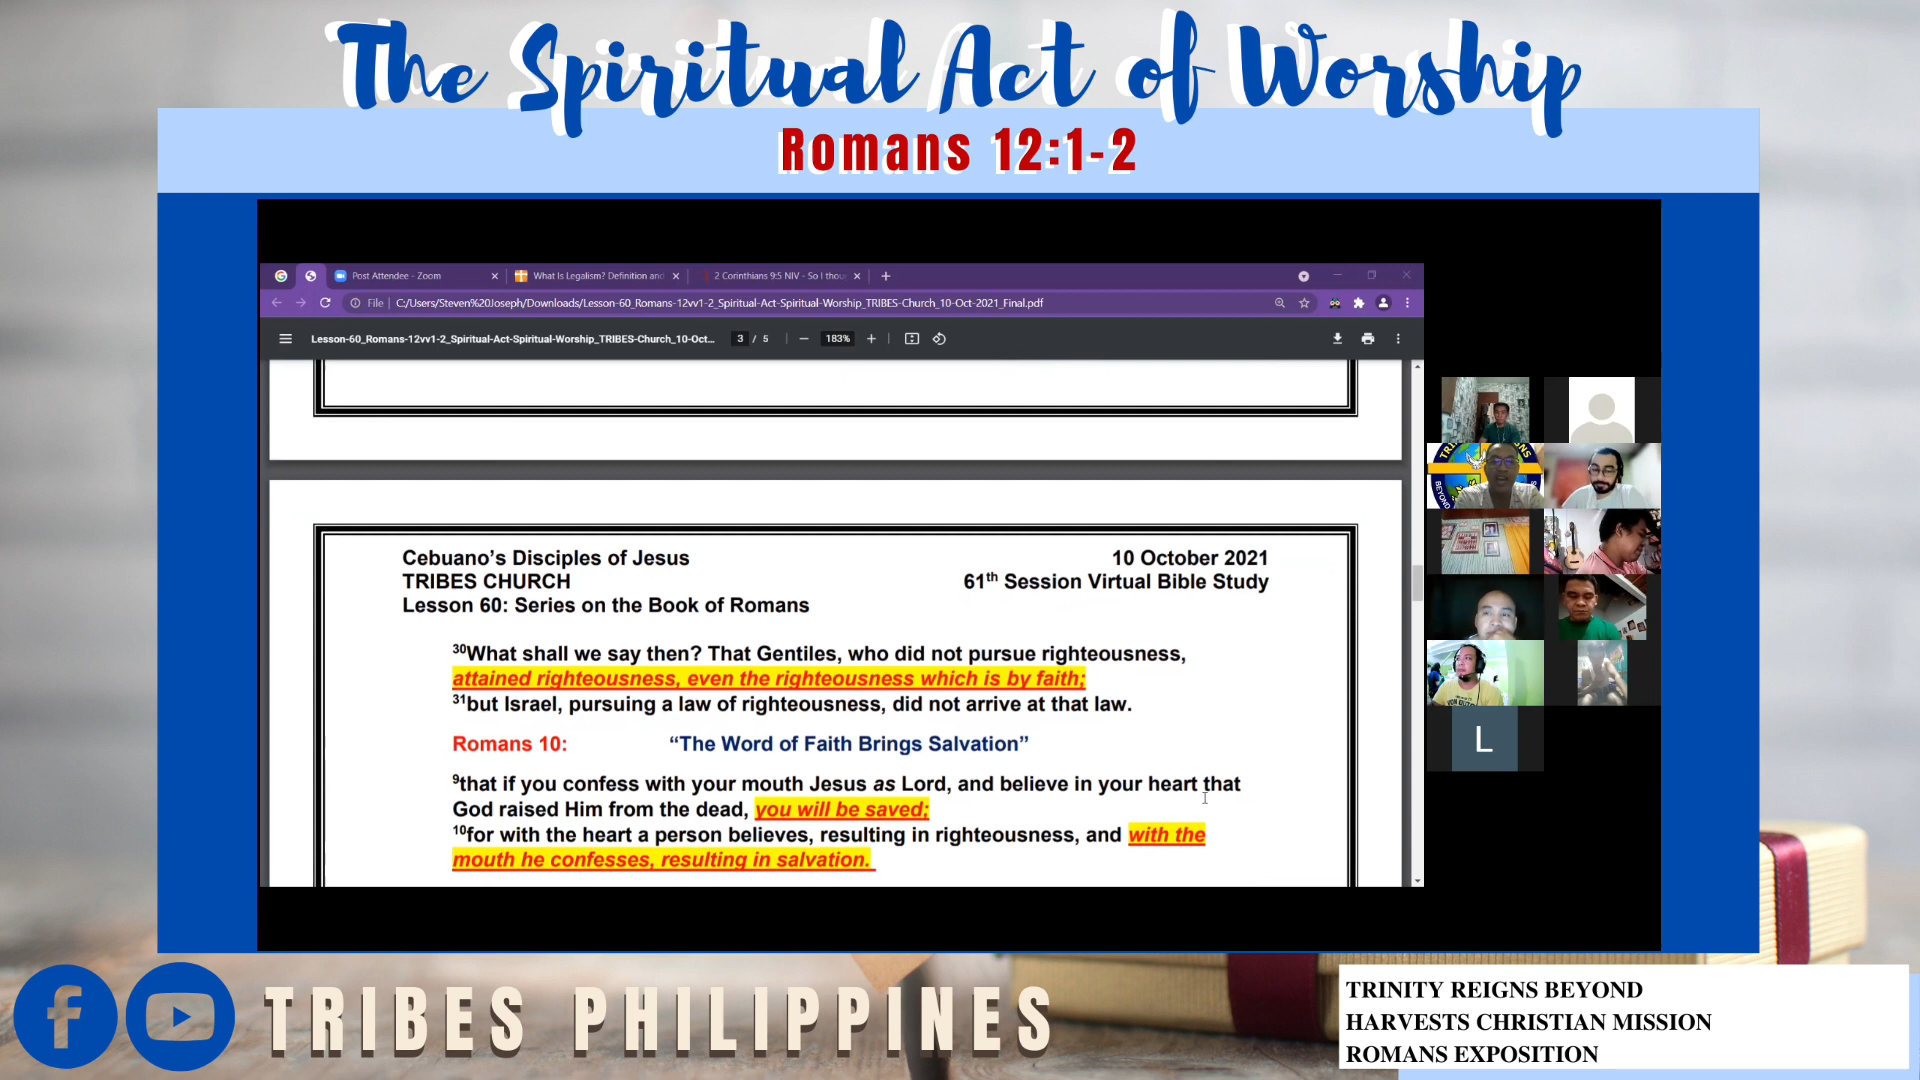 The Spiritual Act of Worship
Romans 12:1-2
Post Attendee - Zoom
What Is Legalism? Definition and
2 Corinthians 9:5 NIV - So I thou
File
C:/Users/Steven%20Joseph/Downloads/Lesson-60_Romans-12vv1-2_Spiritual-Act-Spiritual-Worship_TRIBES-Church_10-Oct-2021_Final.pdf
Lesson-60_Romans-12vv1-2_Spiritual-Act-Spiritual-Worship_TRIBES-Church_10-Oct...
3 / 5
183%
Cebuano’s Disciples of Jesus
10 October 2021
TRIBES CHURCH
61th Session Virtual Bible Study
Lesson 60: Series on the Book of Romans
30What shall we say then? That Gentiles, who did not pursue righteousness,
attained righteousness, even the righteousness which is by faith;
31but Israel, pursuing a law of righteousness, did not arrive at that law.
Romans 10: “The Word of Faith Brings Salvation”
9that if you confess with your mouth Jesus as Lord, and believe in your heart that
God raised Him from the dead, you will be saved;
10for with the heart a person believes, resulting in righteousness, and with the
mouth he confesses, resulting in salvation.
BEYOND
L
TRIBES PHILIPPINES
TRINITY REIGNS BEYOND
HARVESTS CHRISTIAN MISSION
ROMANS EXPOSITION